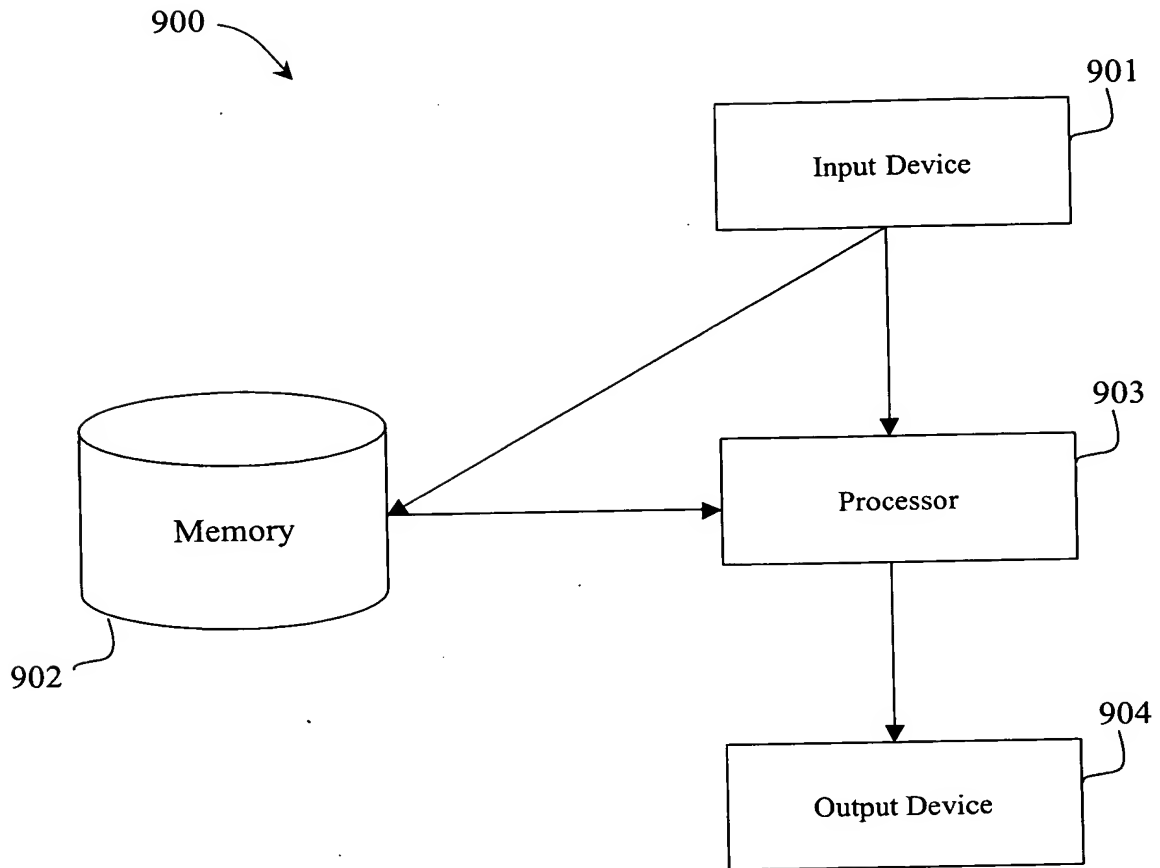 900
901
Input Device
903
Processor
Memory
902
904
Output Device